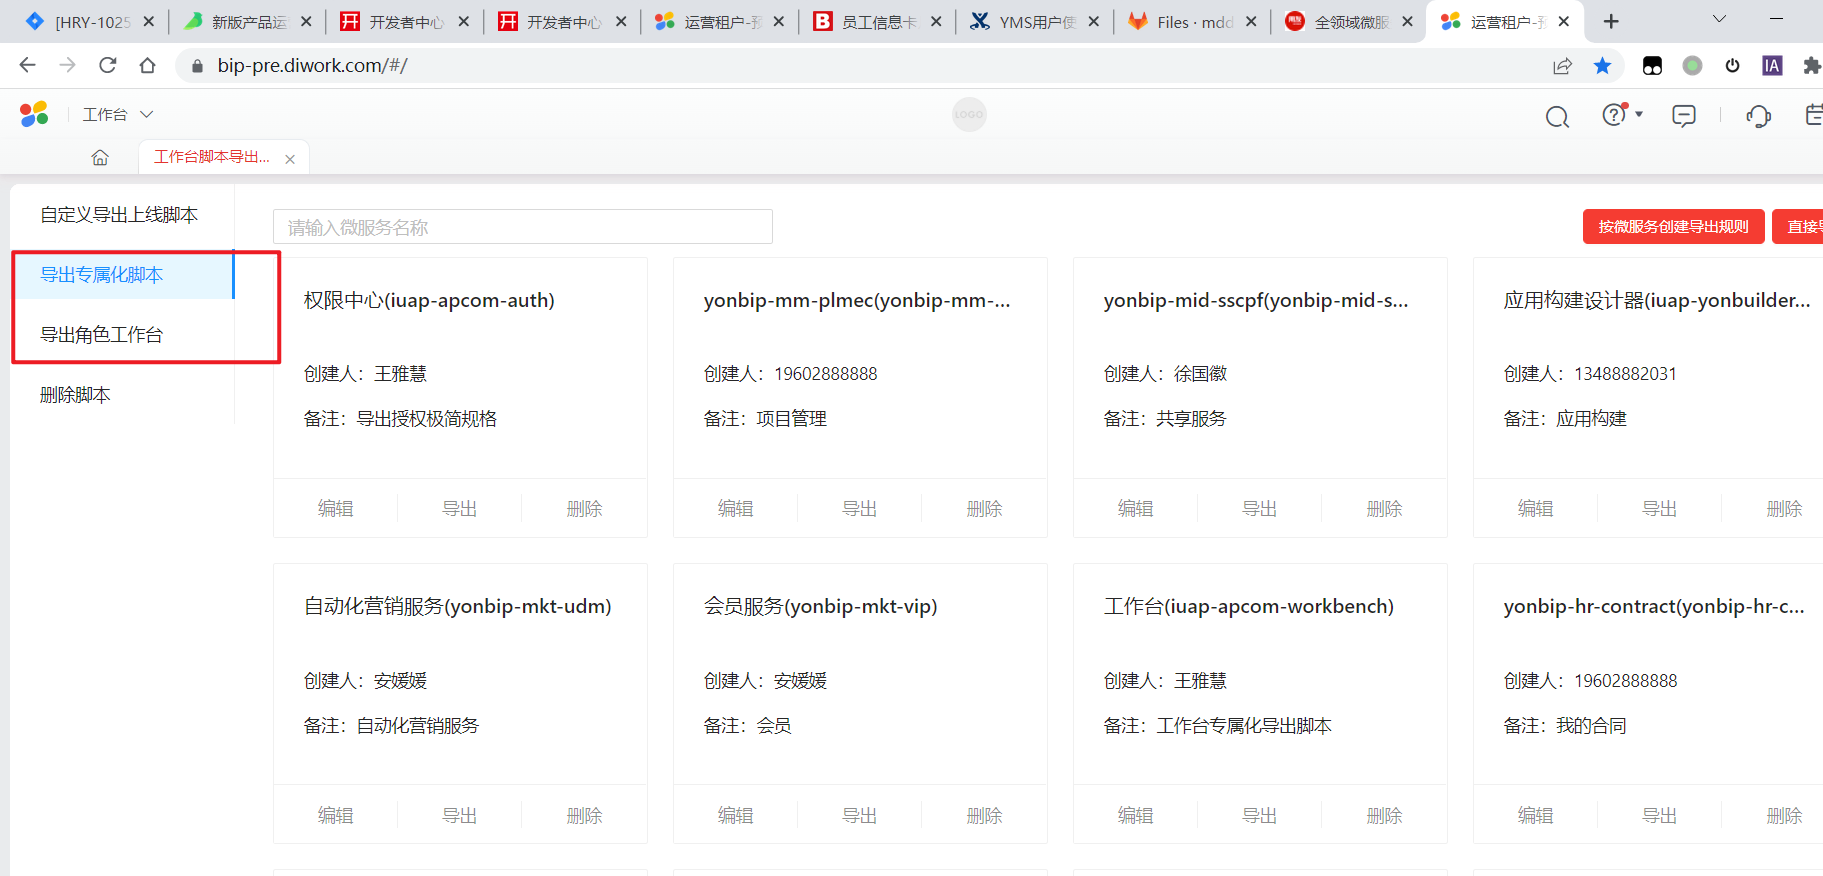 [HRY-1025
新版产品运
开发者中心
开发者中心
运营租户-预
员工信息卡
YMS用户使
Files · mdd
全领域微服
运营租户-预
bip-pre.diwork.com/#/
IA
工作台
LOGO
工作台脚本导出...
自定义导出上线脚本
导出专属化脚本
导出角色工作台
删除脚本
请输入微服务名称
按微服务创建导出规则
直接导
权限中心(iuap-apcom-auth)
创建人：王雅慧
备注：导出授权极简规格
编辑 导出 删除
yonbip-mm-plmec(yonbip-mm-...
创建人：19602888888
备注：项目管理
编辑 导出 删除
yonbip-mid-sscpf(yonbip-mid-s...
创建人：徐国徽
备注：共享服务
编辑 导出 删除
应用构建设计器(iuap-yonbuilder...
创建人：13488882031
备注：应用构建
编辑 导出 删除
自动化营销服务(yonbip-mkt-udm)
创建人：安媛媛
备注：自动化营销服务
编辑 导出 删除
会员服务(yonbip-mkt-vip)
创建人：安媛媛
备注：会员
编辑 导出 删除
工作台(iuap-apcom-workbench)
创建人：王雅慧
备注：工作台专属化导出脚本
编辑 导出 删除
yonbip-hr-contract(yonbip-hr-c...
创建人：19602888888
备注：我的合同
编辑 导出 删除